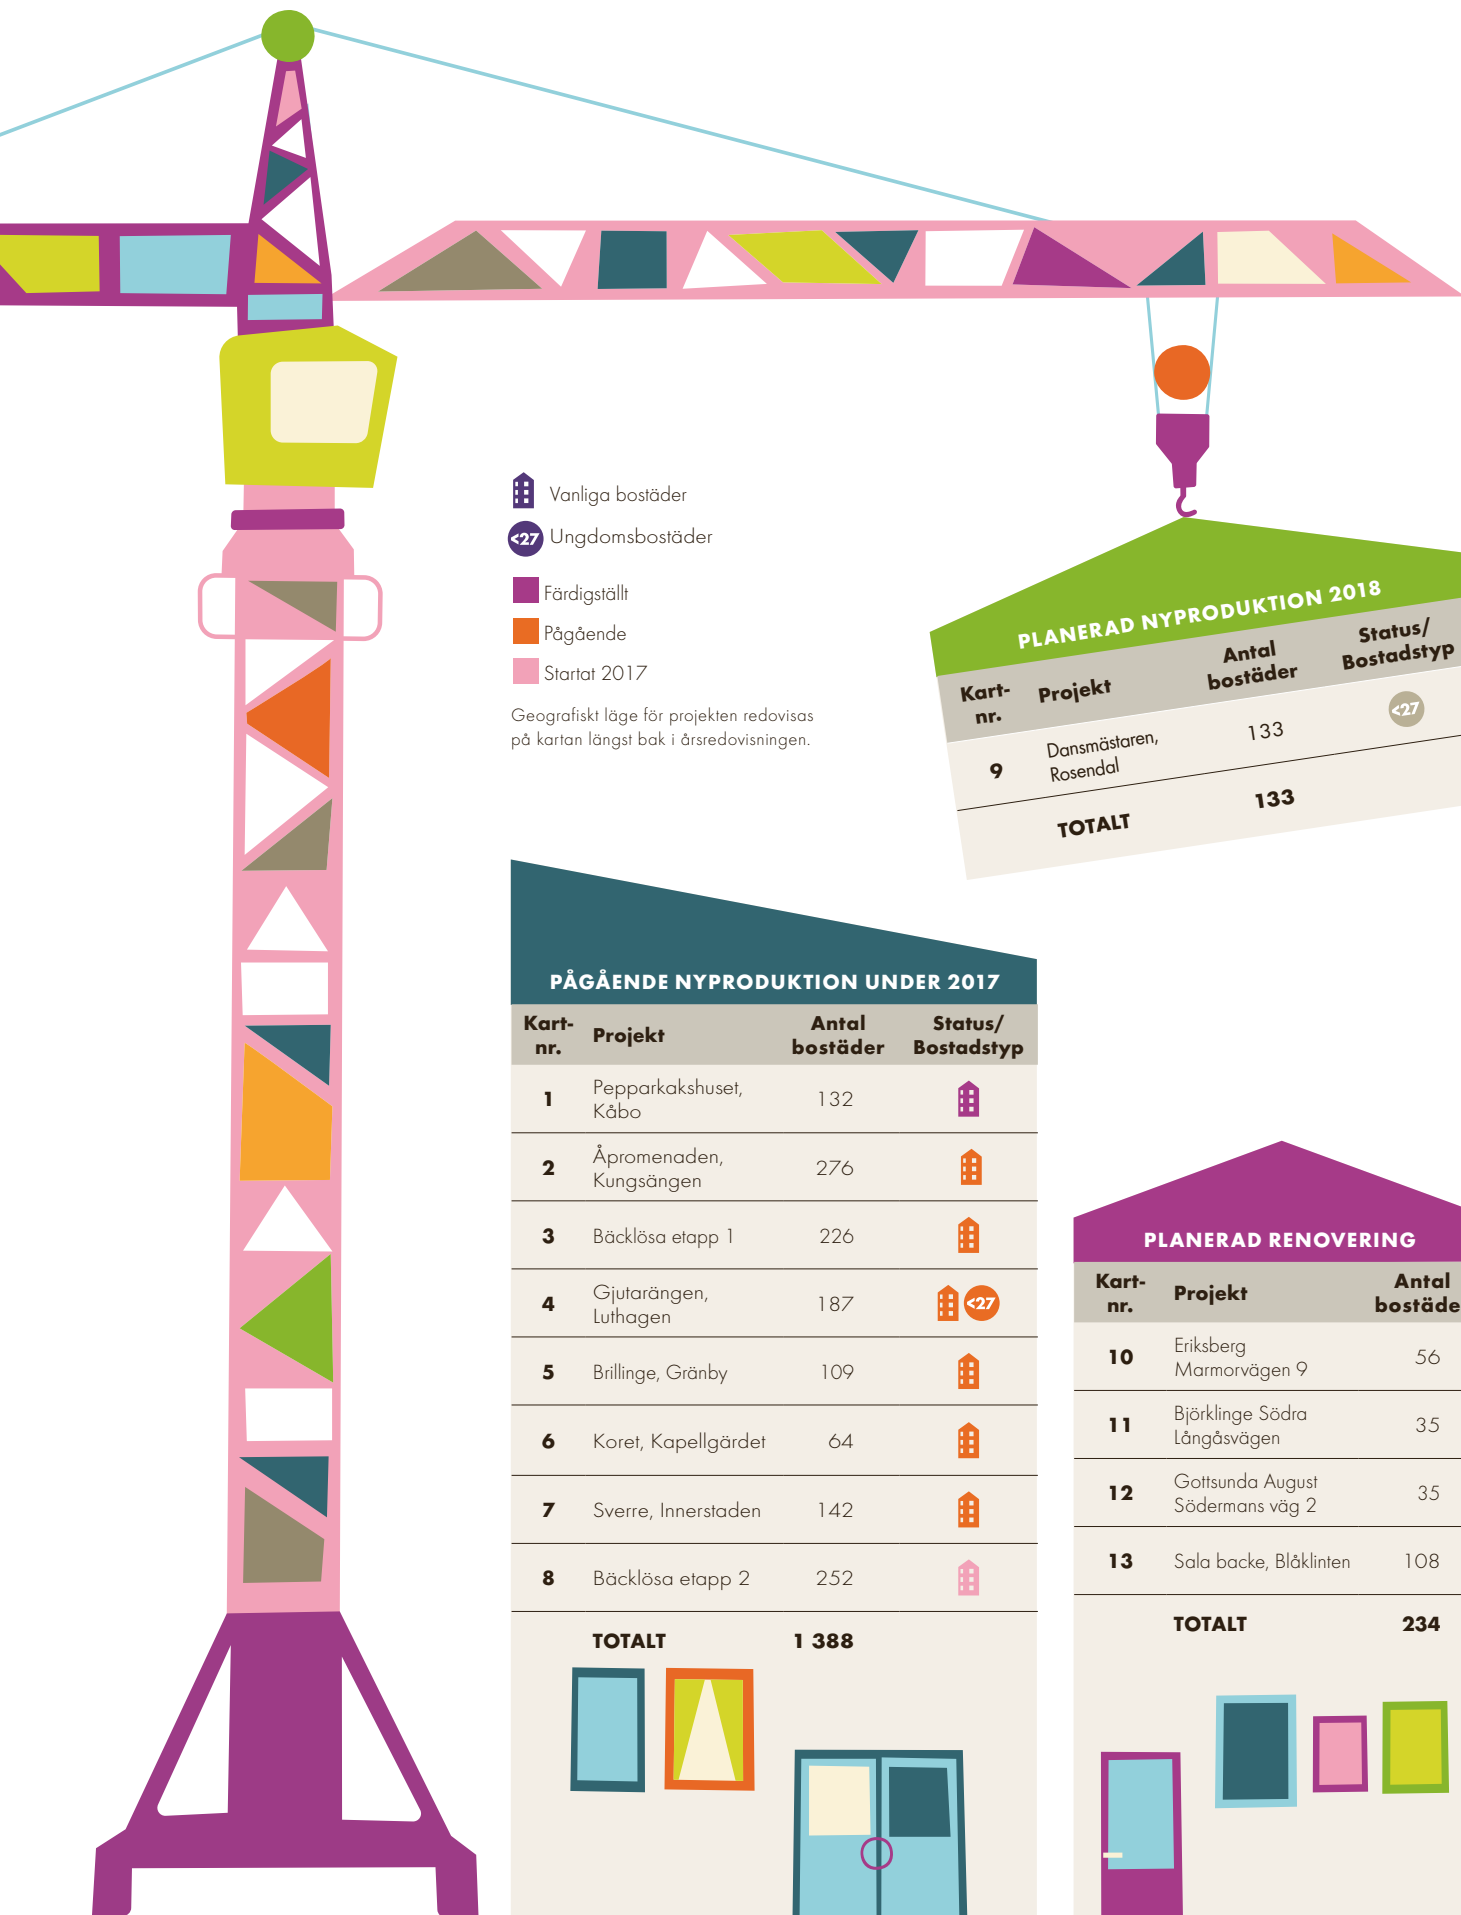 Vanliga bostäder
<27 Ungdomsbostäder
Färdigställt
Pågående
Startat 2017
Geografiskt läge för projekten redovisas
på kartan längst bak i årsredovisningen.
PLANERAD NYPRODUKTION 2018
Kart-
nr.
Projekt
Antal
bostäder
Status/
Bostadstyp
9
Dansmästaren,
Rosendal
133
<27
TOTALT
133
PÅGÅENDE NYPRODUKTION UNDER 2017
Kart-
nr.
Projekt
Antal
bostäder
Status/
Bostadstyp
1
Pepparkakshuset,
Kåbo
132
2
Åpromenaden,
Kungsängen
276
3 Bäcklösa etapp 1 226
4
Gjutarängen,
Luthagen
187
<27
5 Brillinge, Gränby 109
6 Koret, Kapellgärdet 64
7 Sverre, Innerstaden 142
8 Bäcklösa etapp 2 252
TOTALT 1 388
PLANERAD RENOVERING
Kart-
nr.
Projekt
Antal
bostäde
10
Eriksberg
Marmorvägen 9
56
11
Björklinge Södra
Långåsvägen
35
12
Gottsunda August
Södermans väg 2
35
13 Sala backe, Blåklinten 108
TOTALT 234